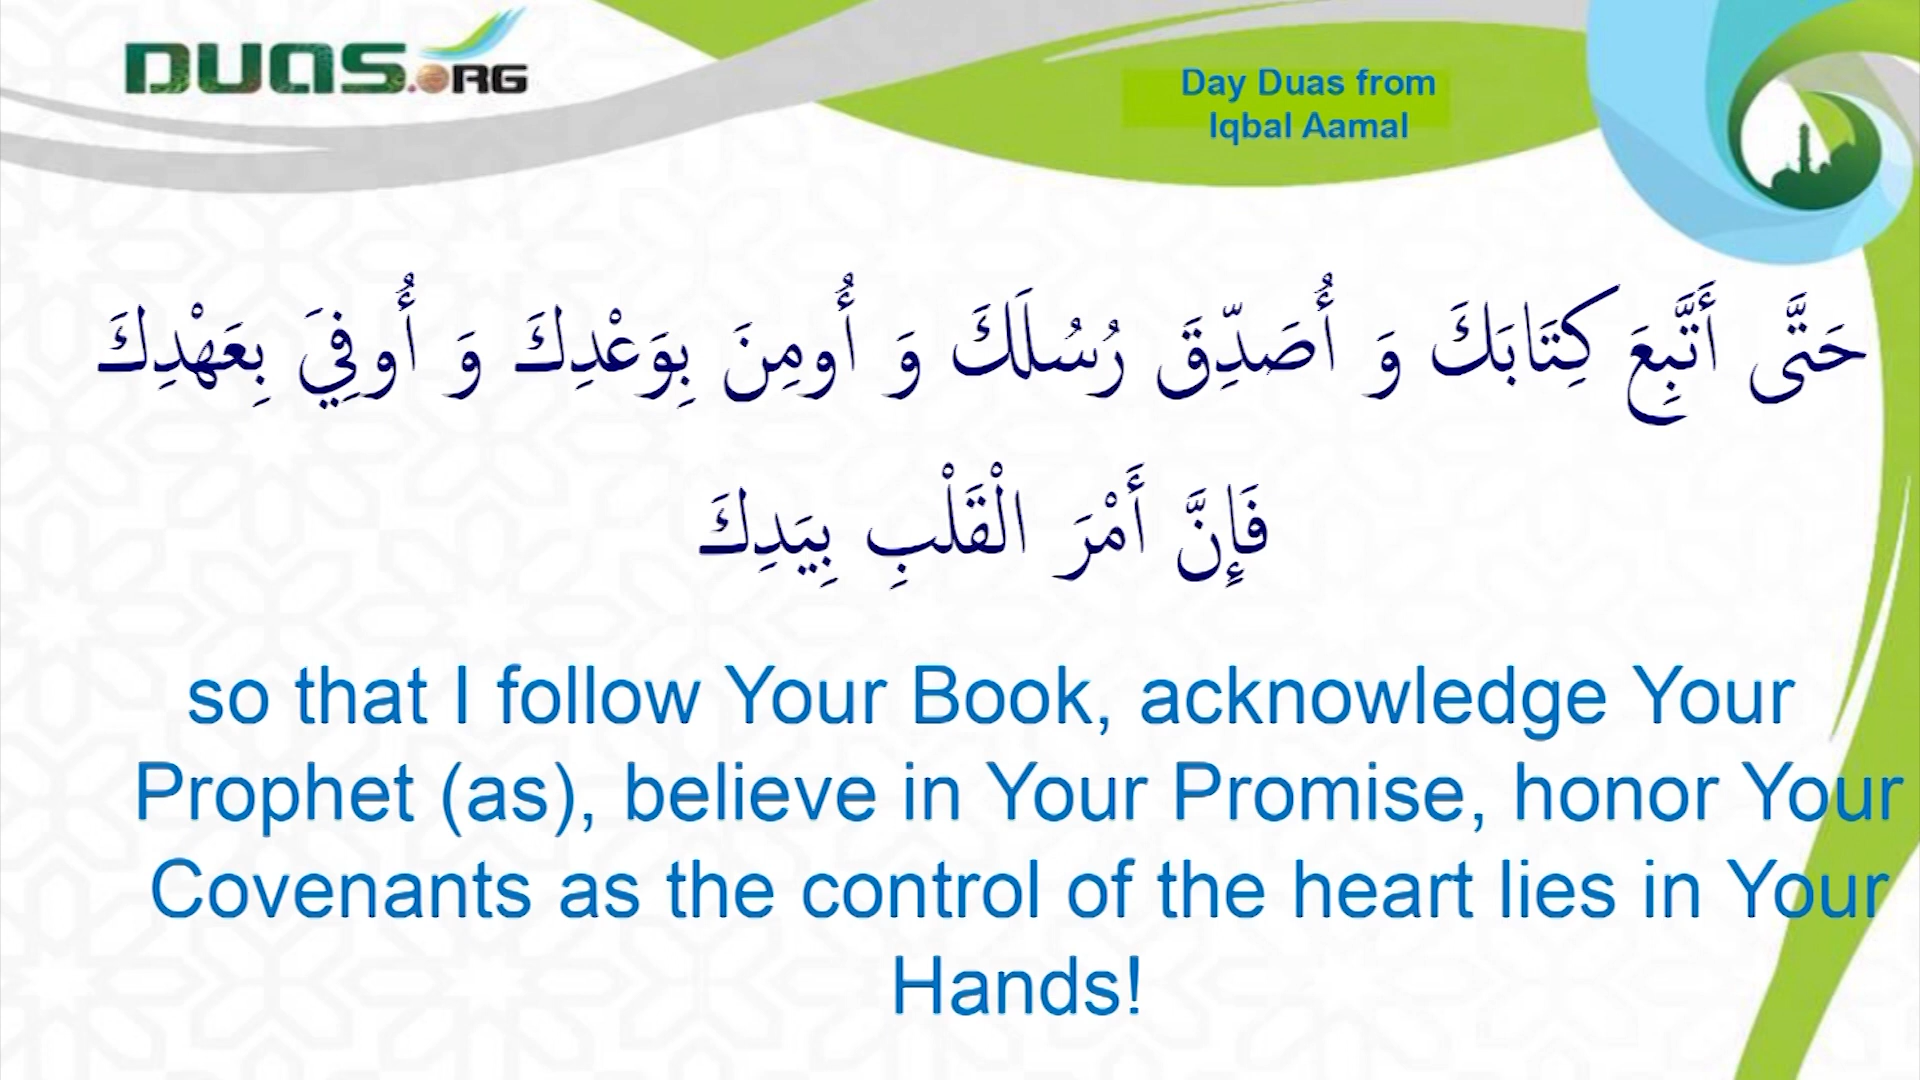 DUAS.ORG
Day Duas from
Iqbal Aamal
حَتَّى أَتَّبِعَ كِتَابَكَ وَ أُصَدِّقَ رُسُلَكَ وَ أُومِنَ بِوَعْدِكَ وَ أُوفِيَ بِعَهْدِكَ
فَإِنَّ أَمْرَ الْقَلْبِ بِيَدِكَ
so that I follow Your Book, acknowledge Your
Prophet (as), believe in Your Promise, honor Your
Covenants as the control of the heart lies in Your
Hands!